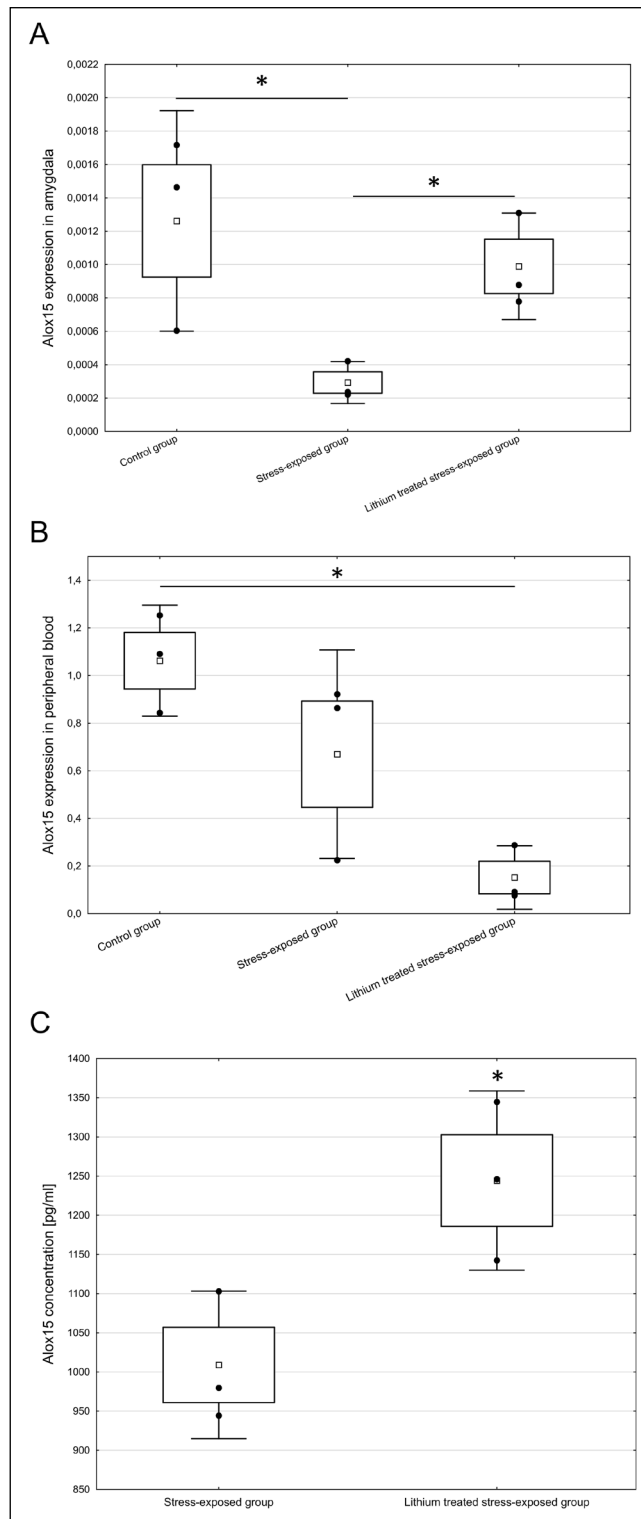 A
Alox15 expression in amygdala
0,0022
0,0020
0,0018
0,0016
0,0014
0,0012
0,0010
0,0008
0,0006
0,0004
0,0002
0,0000
*
*
Control group
Stress-exposed group
Lithium treated stress-exposed group
B
Alox15 expression in peripheral blood
1,4
1,2
1,0
0,8
0,6
0,4
0,2
0,0
*
Control group
Stress-exposed group
Lithium treated stress-exposed group
C
Alox15 concentration [pg/ml]
1400
1350
1300
1250
1200
1150
1100
1050
1000
950
900
850
*
Stress-exposed group
Lithium treated stress-exposed group